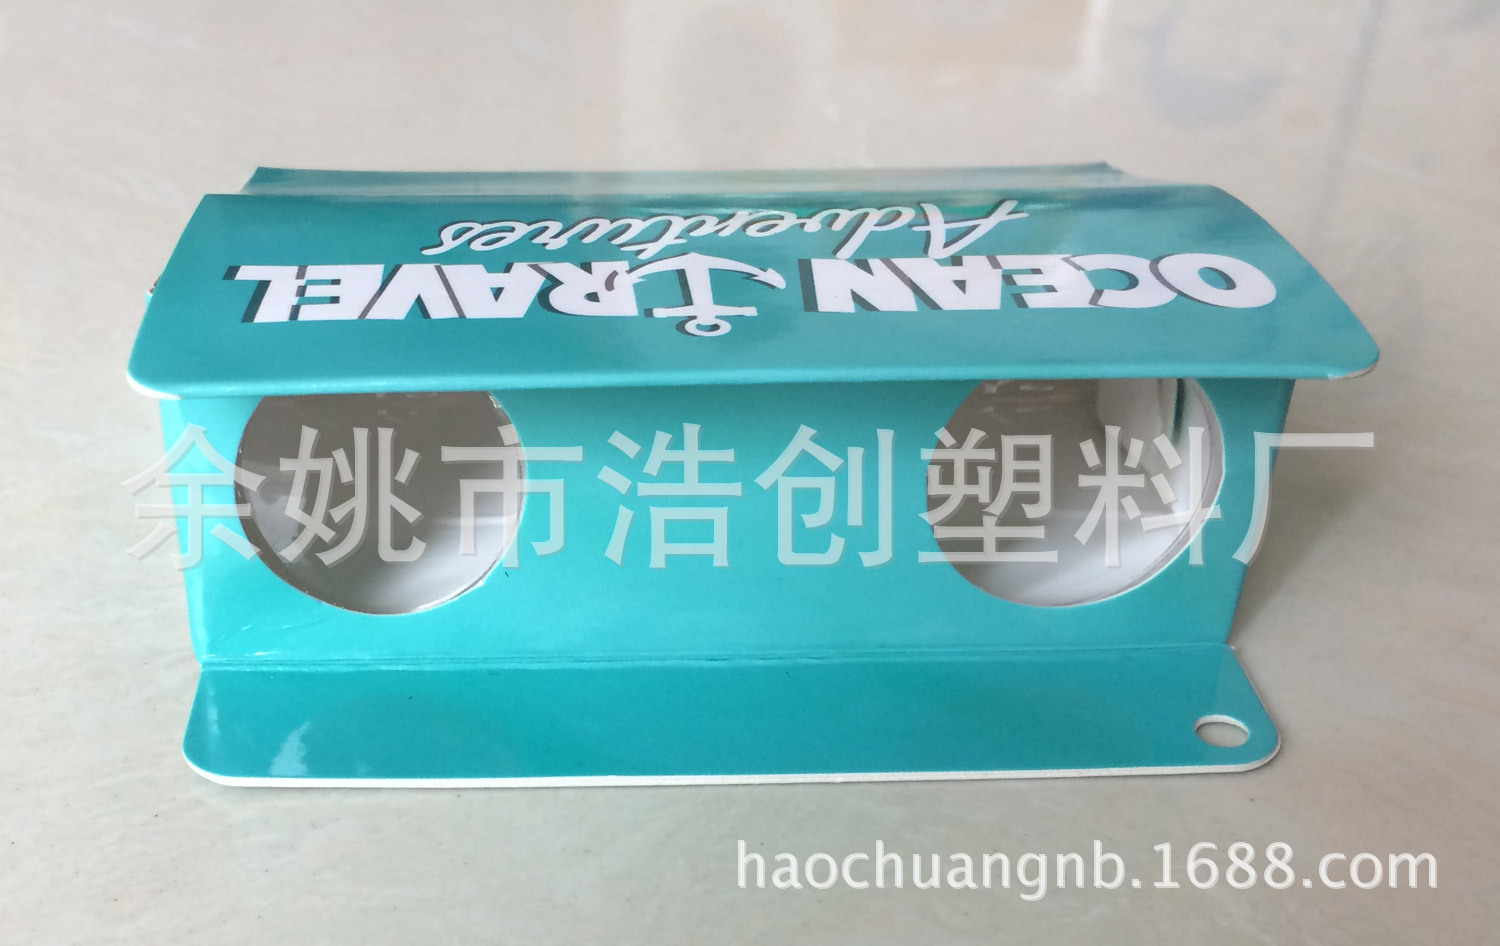 OCEAN TRAVEL
Adventures
余姚市浩创塑料厂
haochuangnb.1688.com